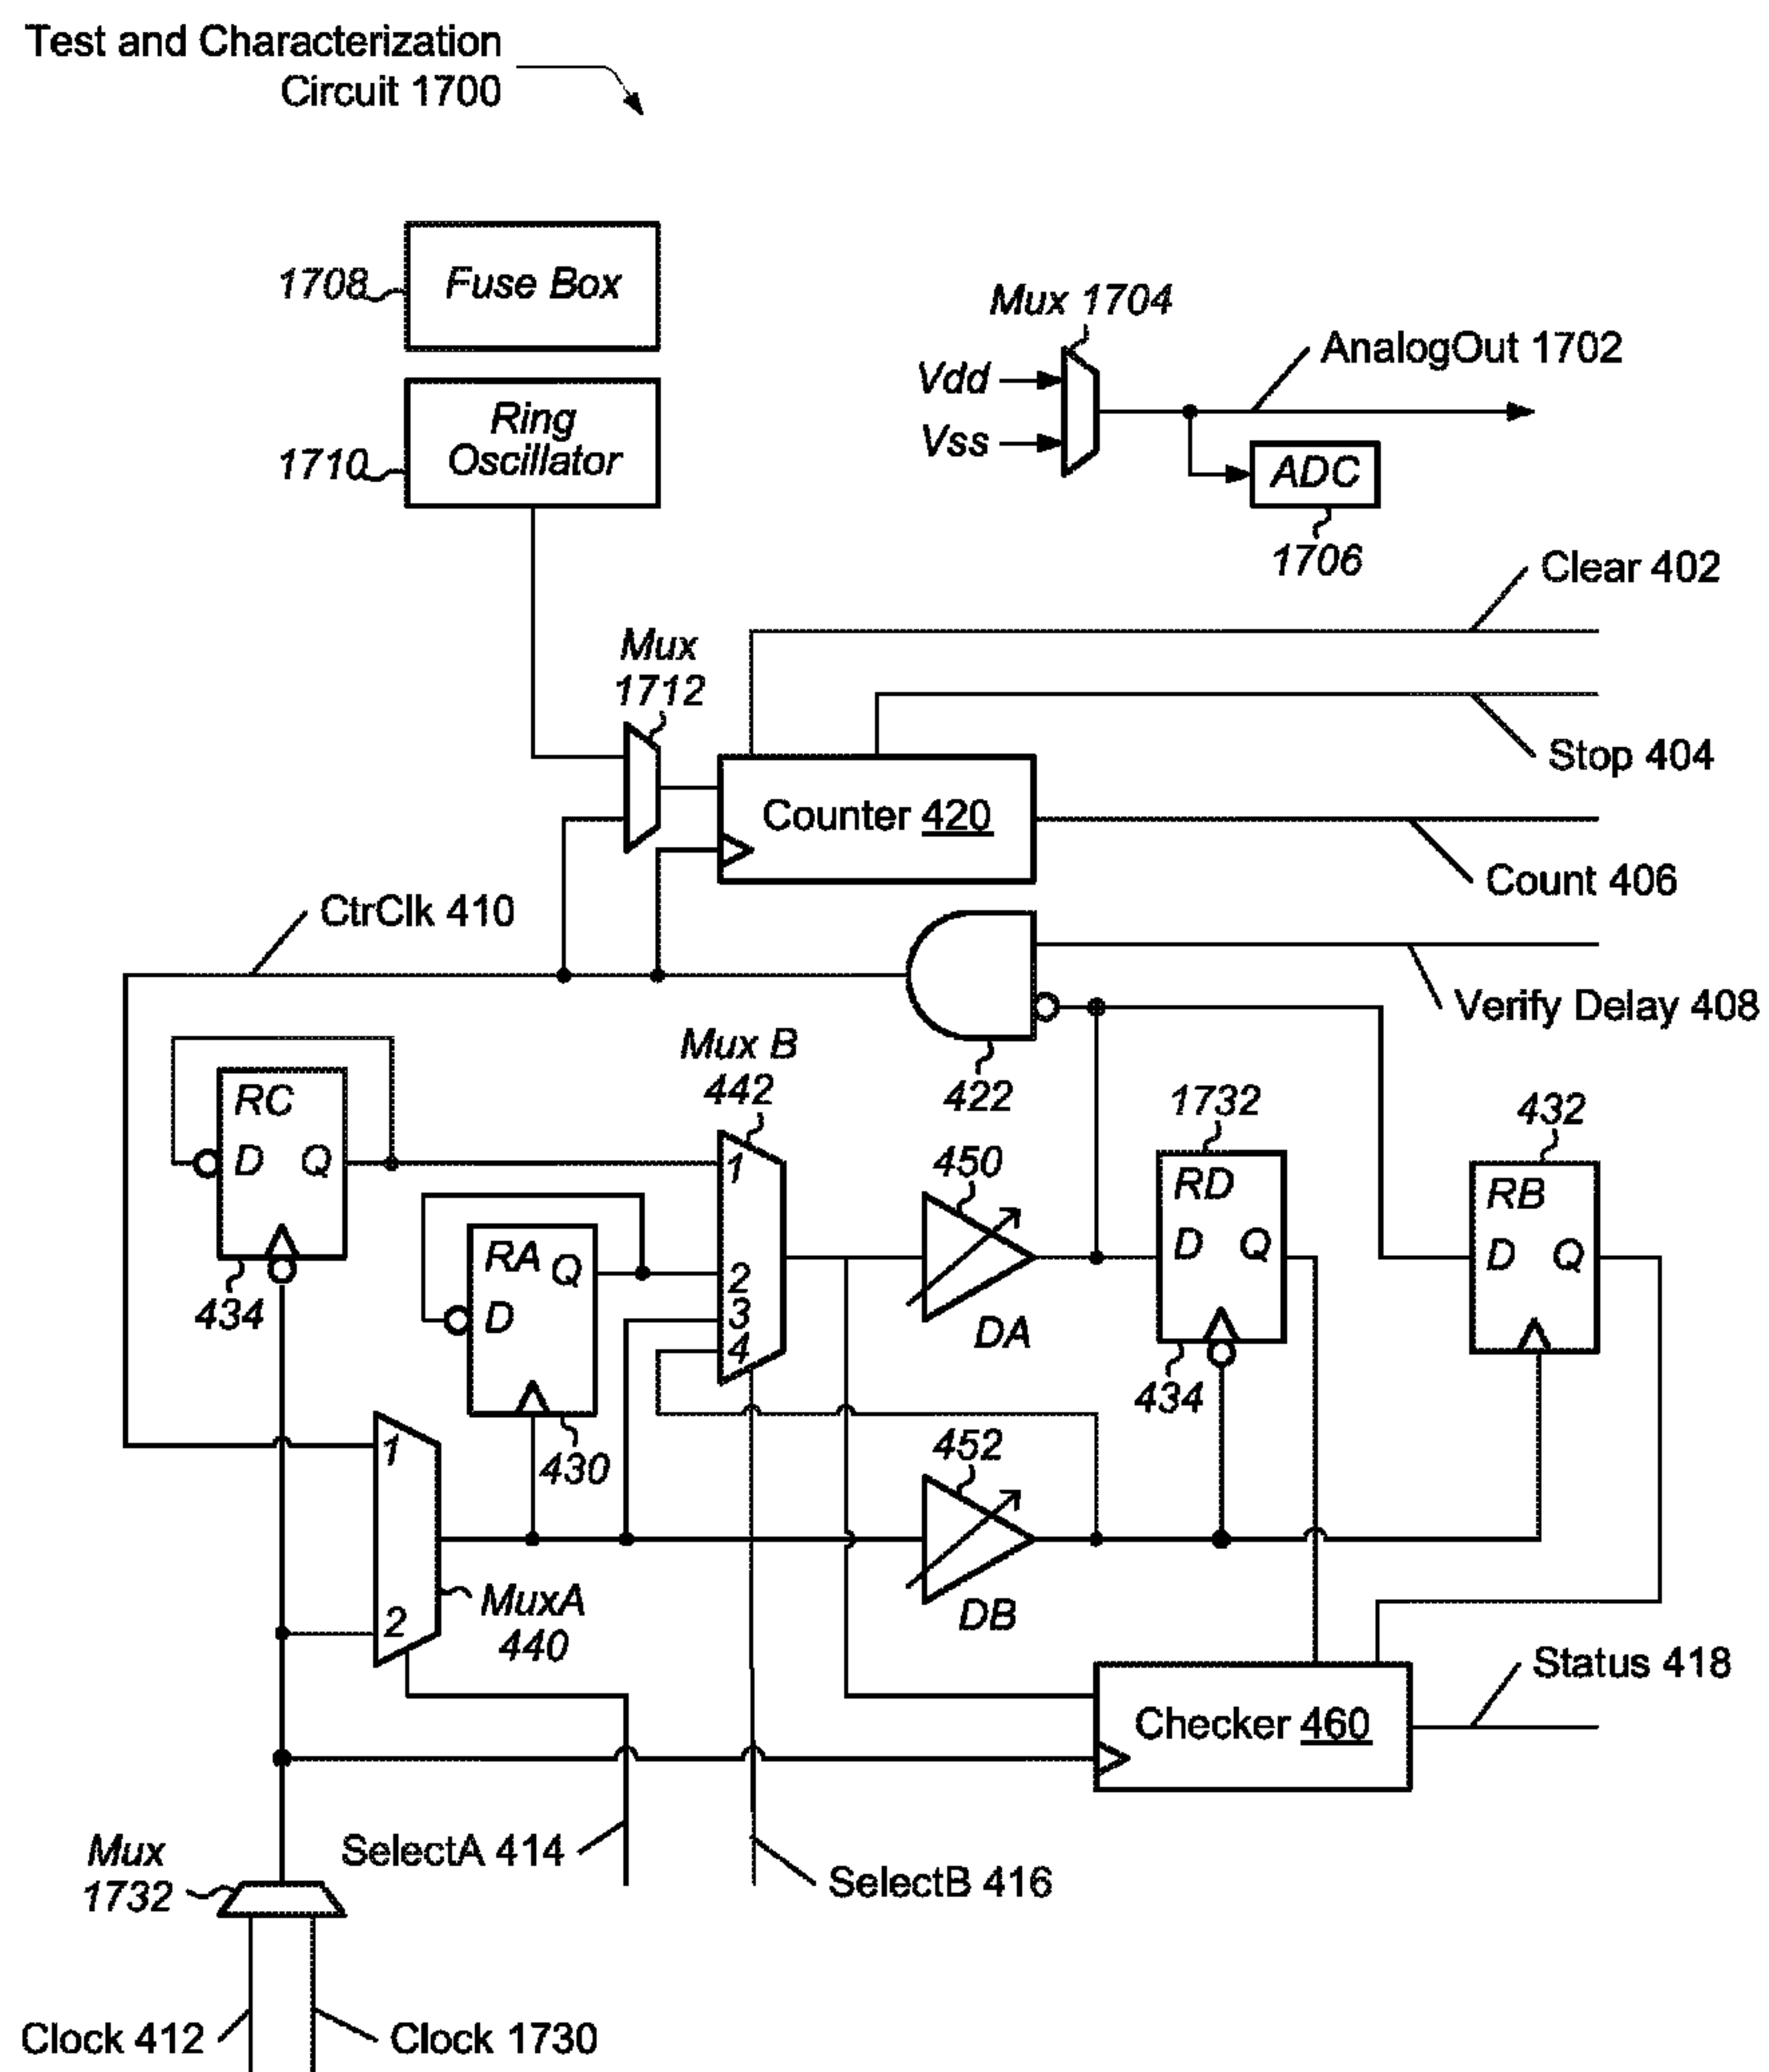 Test and Characterization
Circuit 1700
1708
Fuse Box
Mux 1704
AnalogOut 1702
Vdd
Vss
Ring
Oscillator
1710
ADC
1706
Clear 402
Mux
1712
Stop 404
Counter 420
Count 406
CtrClk 410
Verify Delay 408
Mux B
442
422
1732
432
RC
D Q
434
1
450
RD
D Q
434
RB
D Q
RA Q
D
430
2
3
4
DA
452
1
2
MuxA
440
DB
Status 418
Checker 460
SelectA 414
SelectB 416
Mux
1732
Clock 412
Clock 1730